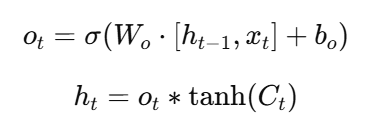 o_t = σ(W_o · [h_{t−1}, x_t] + b_o)
h_t = o_t * tanh(C_t)